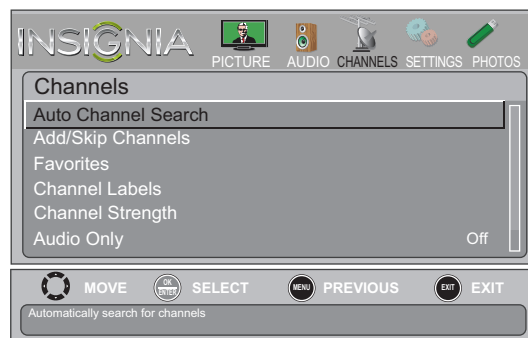 INSIGNIA
PICTURE AUDIO CHANNELS SETTINGS PHOTOS
Channels
Auto Channel Search
Add/Skip Channels
Favorites
Channel Labels
Channel Strength
Audio Only Off
MOVE OK ENTER SELECT MENU PREVIOUS EXIT EXIT
Automatically search for channels